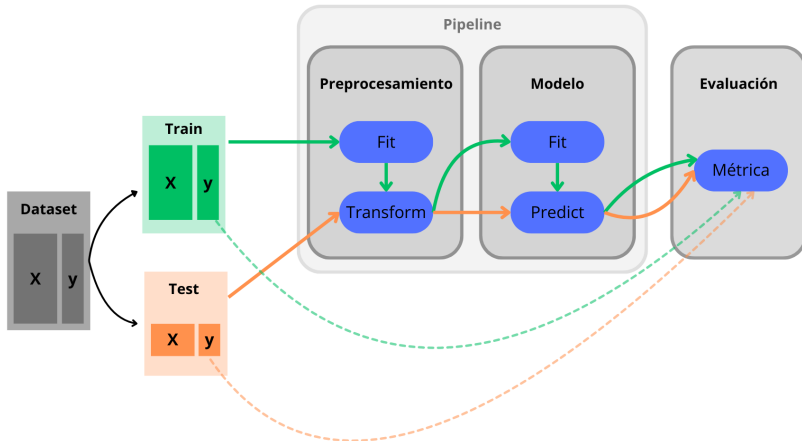 Pipeline
Preprocesamiento
Modelo
Evaluación
Train
X
y
Fit
Fit
Métrica
Transform
Predict
Dataset
X
y
Test
X
y